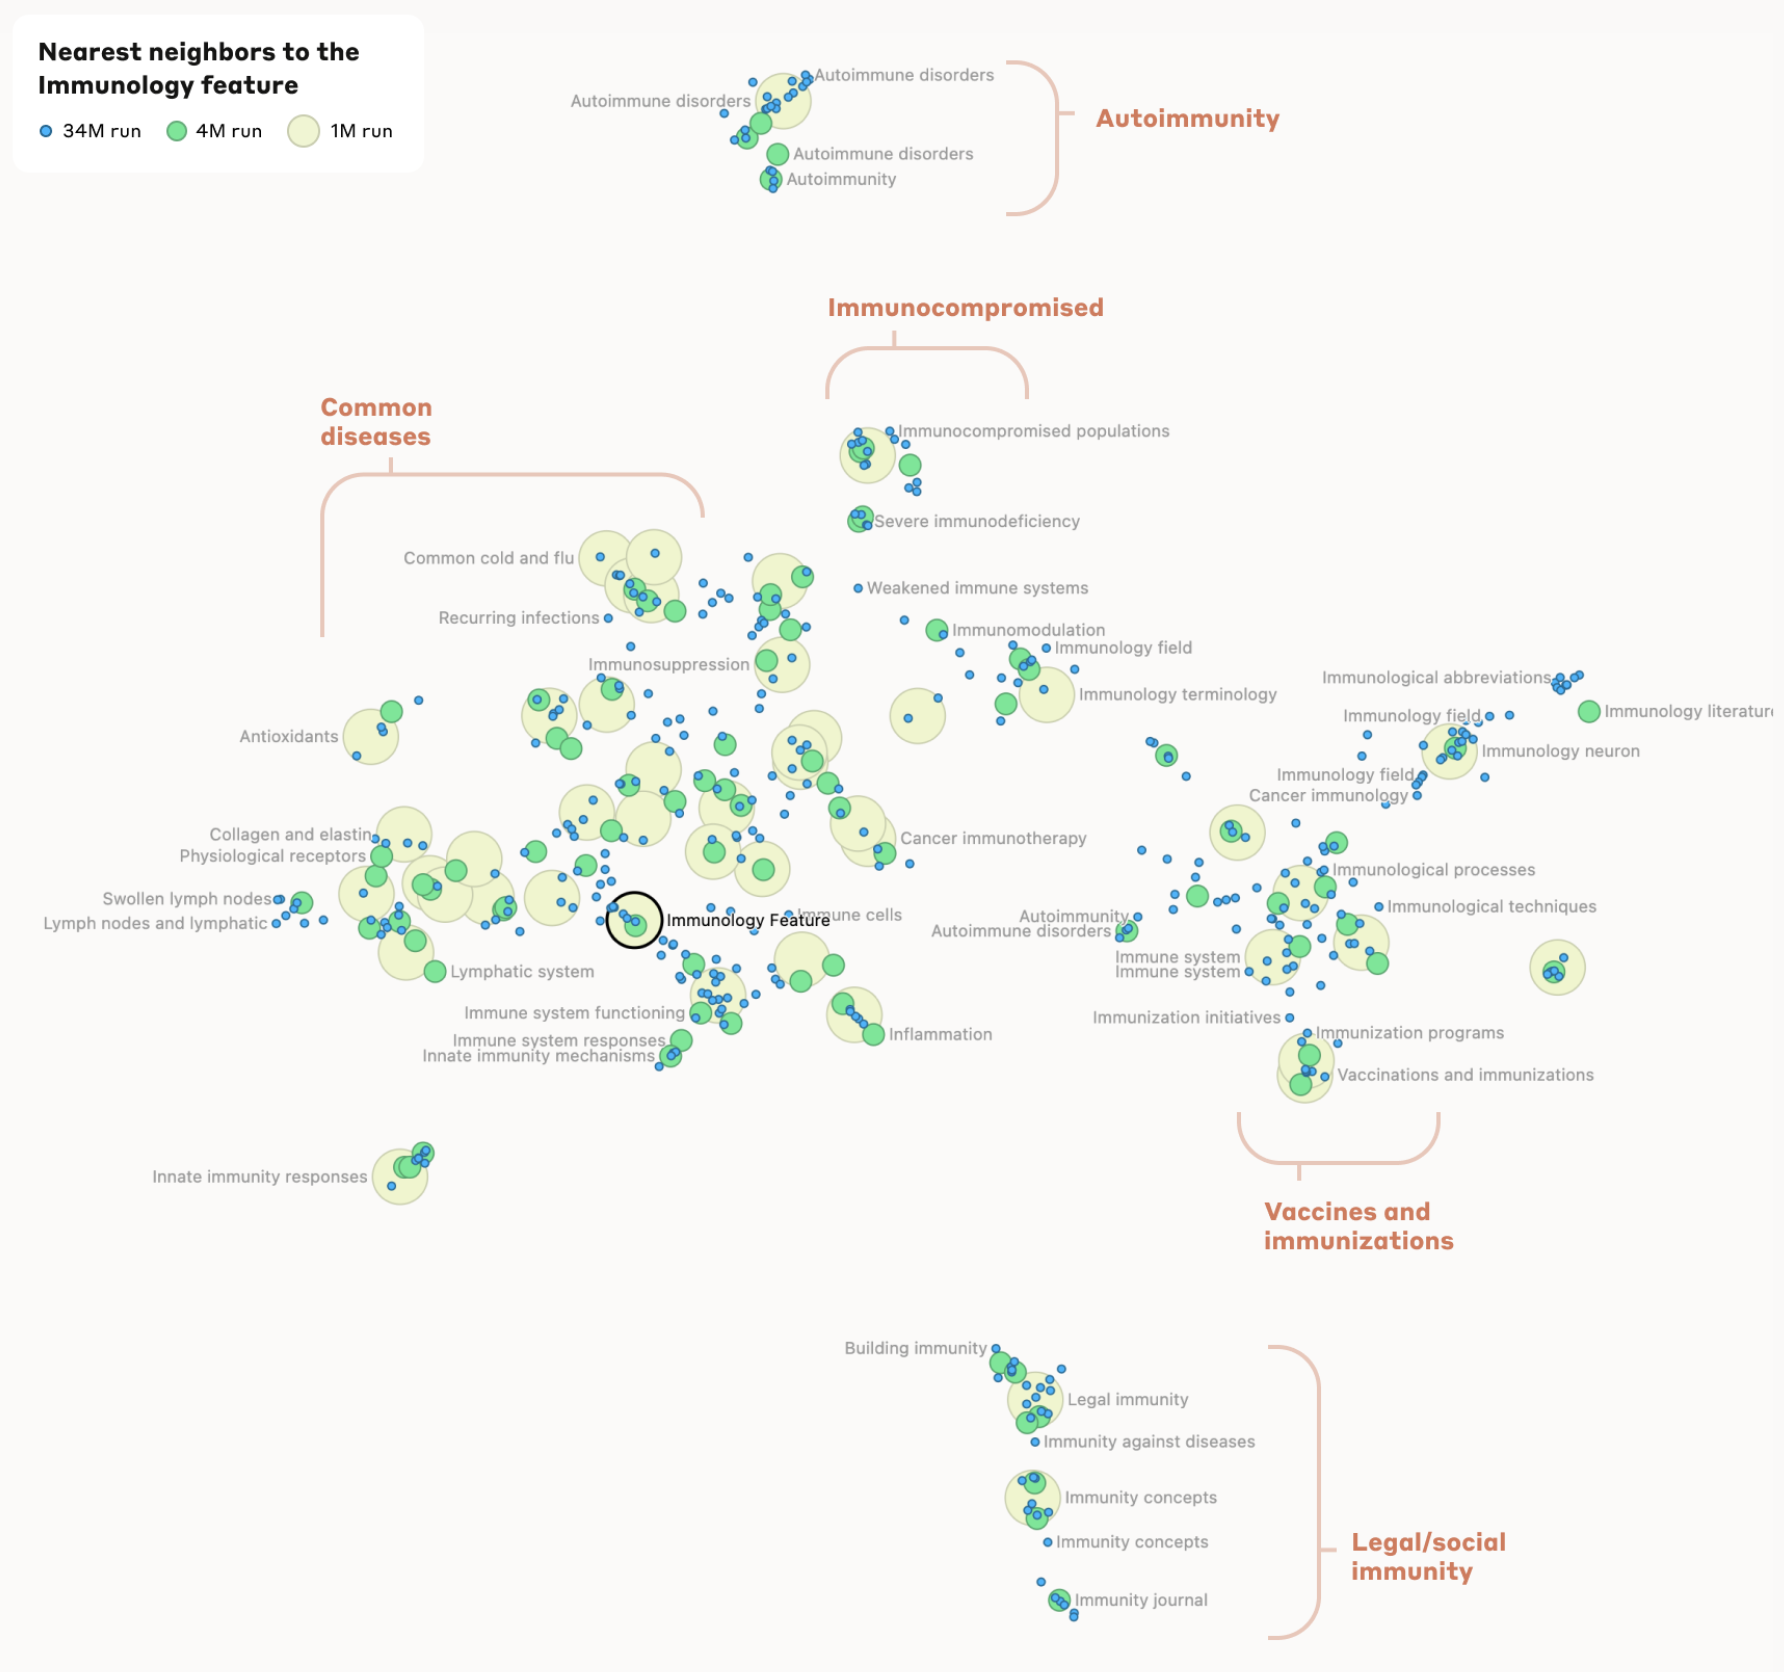 Nearest neighbors to the
Immunology feature
34M run
4M run
1M run
Autoimmune disorders
Autoimmune disorders
Autoimmunity
Autoimmune disorders
Autoimmunity
Immunocompromised
Common
diseases
Immunocompromised populations
Severe immunodeficiency
Common cold and flu
Weakened immune systems
Recurring infections
Immunomodulation
Immunology field
Immunosuppression
Immunological abbreviations
Immunology terminology
Immunology literature
Immunology field
Antioxidants
Immunology neuron
Immunology field
Cancer immunology
Collagen and elastin
Cancer immunotherapy
Physiological receptors
Immunological processes
Swollen lymph nodes
Immunological techniques
Immune cells
Autoimmunity
Immunology Feature
Lymph nodes and lymphatic
Autoimmune disorders
Immune system
Lymphatic system
Immune system
Immune system functioning
Immunization initiatives
Inflammation
Immunization programs
Immune system responses
Innate immunity mechanisms
Vaccinations and immunizations
Innate immunity responses
Vaccines and
immunizations
Building immunity
Legal immunity
Immunity against diseases
Immunity concepts
Immunity concepts
Legal/social
immunity
Immunity journal